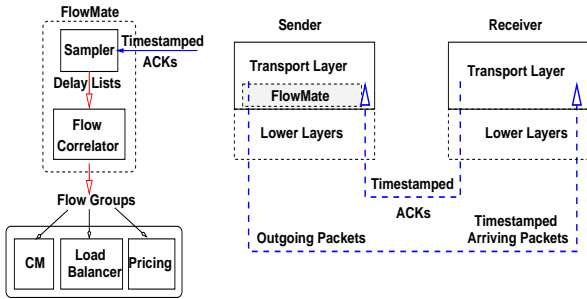 FlowMate
Sampler
Timestamped
ACKs
Delay Lists
Flow
Correlator
Flow Groups
CM
Load
Balancer
Pricing
Sender
Receiver
Transport Layer
FlowMate
Lower Layers
Transport Layer
Lower Layers
Timestamped
ACKs
Outgoing Packets
Timestamped
Arriving Packets